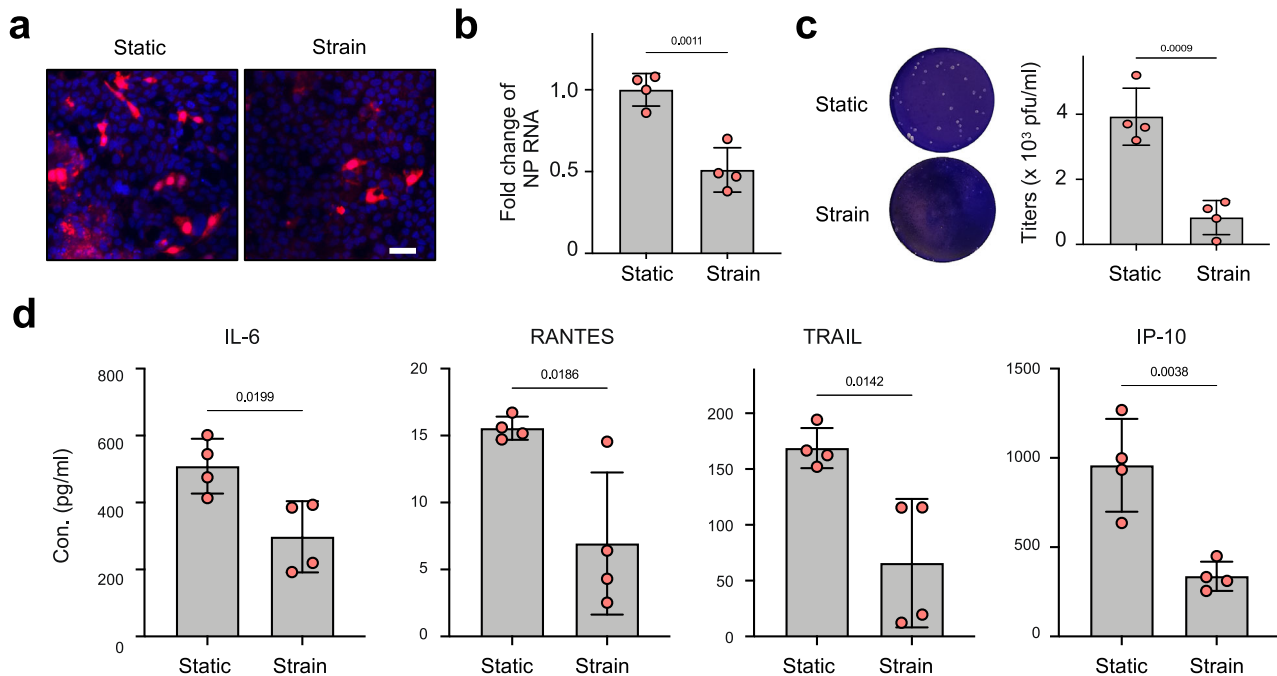 a
Static
Strain
b
Fold change of
NP RNA
1.0
0.5
0
0.0011
Static
Strain
c
Static
Strain
Titers (x 10³ pfu/ml)
4
2
0
0.0009
Static
Strain
d
Con. (pg/ml)
IL-6
800
600
400
200
0
0.0199
Static
Strain
RANTES
20
15
10
5
0
0.0186
Static
Strain
TRAIL
200
150
100
50
0
0.0142
Static
Strain
IP-10
1500
1000
500
0
0.0038
Static
Strain